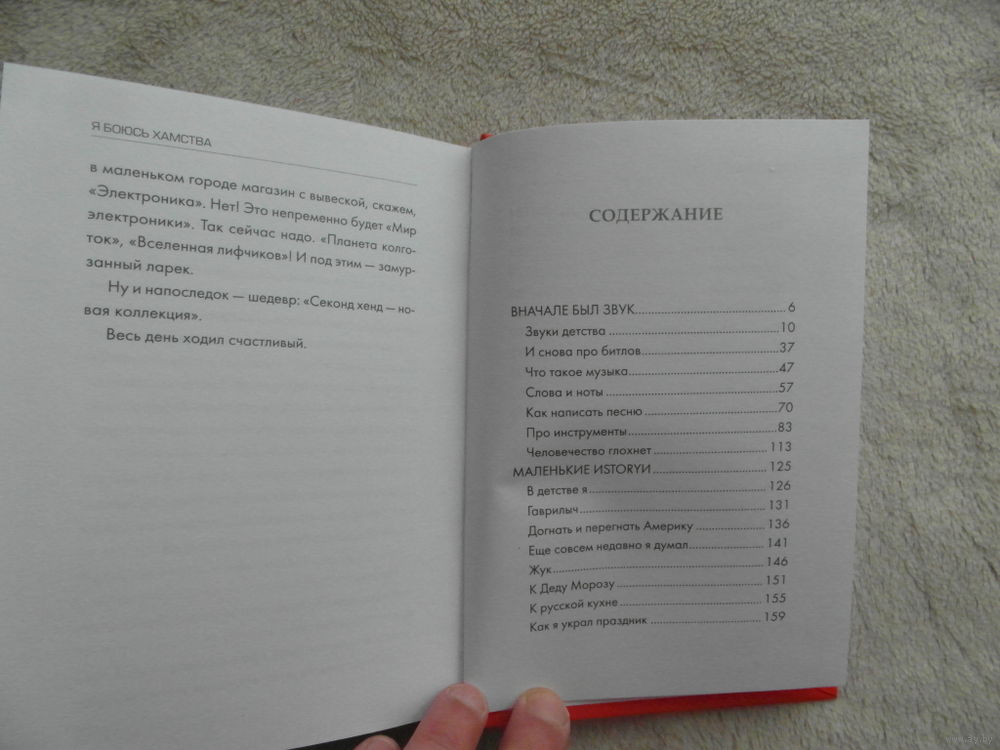 Я БОЮСЬ ХАМСТВА
в маленьком городе магазин с вывеской, скажем,
«Электроника». Нет! Это непременно будет «Мир
электроники». Так сейчас надо. «Планета колго-
ток», «Вселенная лифчиков»! И под этим — замур-
занный ларек.
Ну и напоследок — шедевр: «Секонд хенд — но-
вая коллекция».
Весь день ходил счастливый.
СОДЕРЖАНИЕ
ВНАЧАЛЕ БЫЛ ЗВУК 6
Звуки детства 10
И снова про битлов 37
Что такое музыка 47
Слова и ноты 57
Как написать песню 70
Про инструменты 83
Человечество глохнет 113
МАЛЕНЬКИЕ ИSTORYИ 125
В детстве я 126
Гаврилыч 131
Догнать и перегнать Америку 136
Еще совсем недавно я думал 141
Жук 146
К Деду Морозу 151
К русской кухне 155
Как я украл праздник 159
www.ay.by